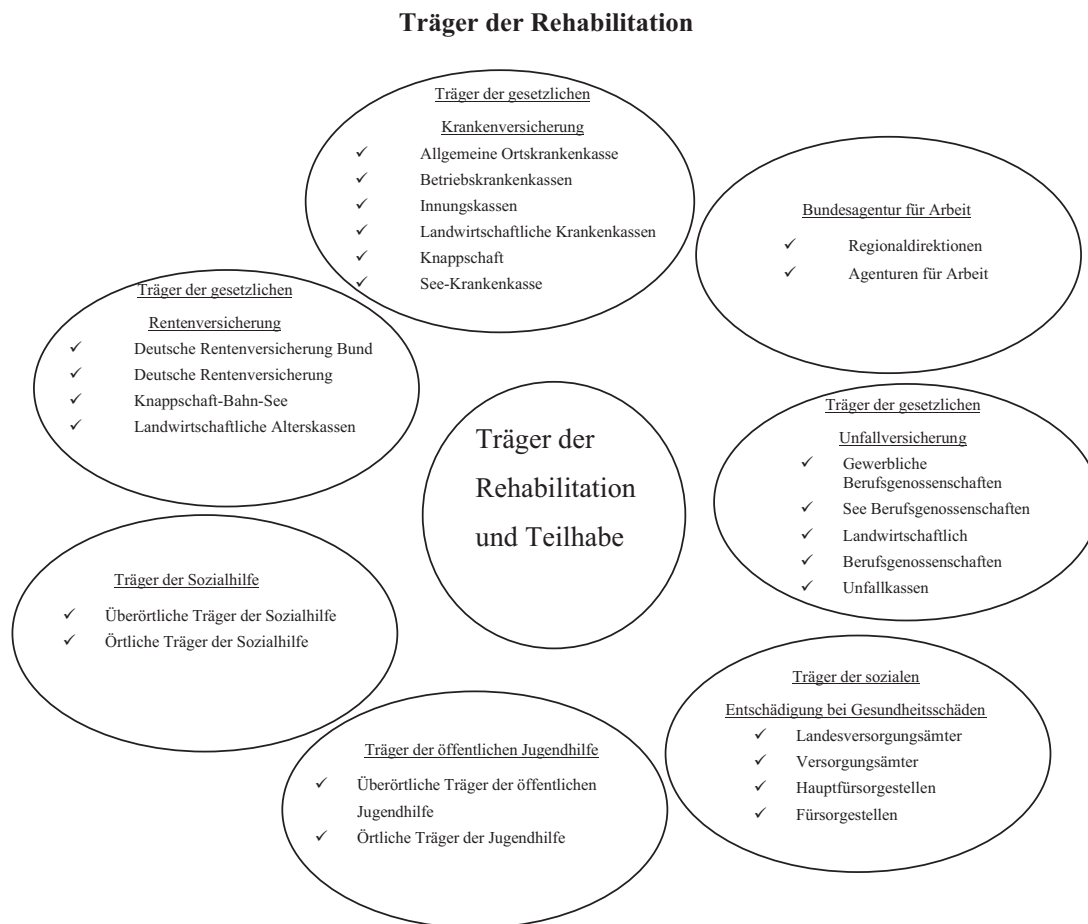 Träger der Rehabilitation
Träger der gesetzlichen
Krankenversicherung
✓ Allgemeine Ortskrankenkasse
✓ Betriebskrankenkassen
✓ Innungskassen
✓ Landwirtschaftliche Krankenkassen
✓ Knappschaft
✓ See-Krankenkasse
Bundesagentur für Arbeit
✓ Regionaldirektionen
✓ Agenturen für Arbeit
Träger der gesetzlichen
Rentenversicherung
✓ Deutsche Rentenversicherung Bund
✓ Deutsche Rentenversicherung
✓ Knappschaft-Bahn-See
✓ Landwirtschaftliche Alterskassen
Träger der
Rehabilitation
und Teilhabe
Träger der gesetzlichen
Unfallversicherung
✓ Gewerbliche
Berufsgenossenschaften
✓ See Berufsgenossenschaften
✓ Landwirtschaftlich
✓ Berufsgenossenschaften
✓ Unfallkassen
Träger der Sozialhilfe
✓ Überörtliche Träger der Sozialhilfe
✓ Örtliche Träger der Sozialhilfe
Träger der sozialen
Entschädigung bei Gesundheitsschäden
✓ Landesversorgungsämter
✓ Versorgungsämter
✓ Hauptfürsorgestellen
✓ Fürsorgestellen
Träger der öffentlichen Jugendhilfe
✓ Überörtliche Träger der öffentlichen
Jugendhilfe
✓ Örtliche Träger der Jugendhilfe